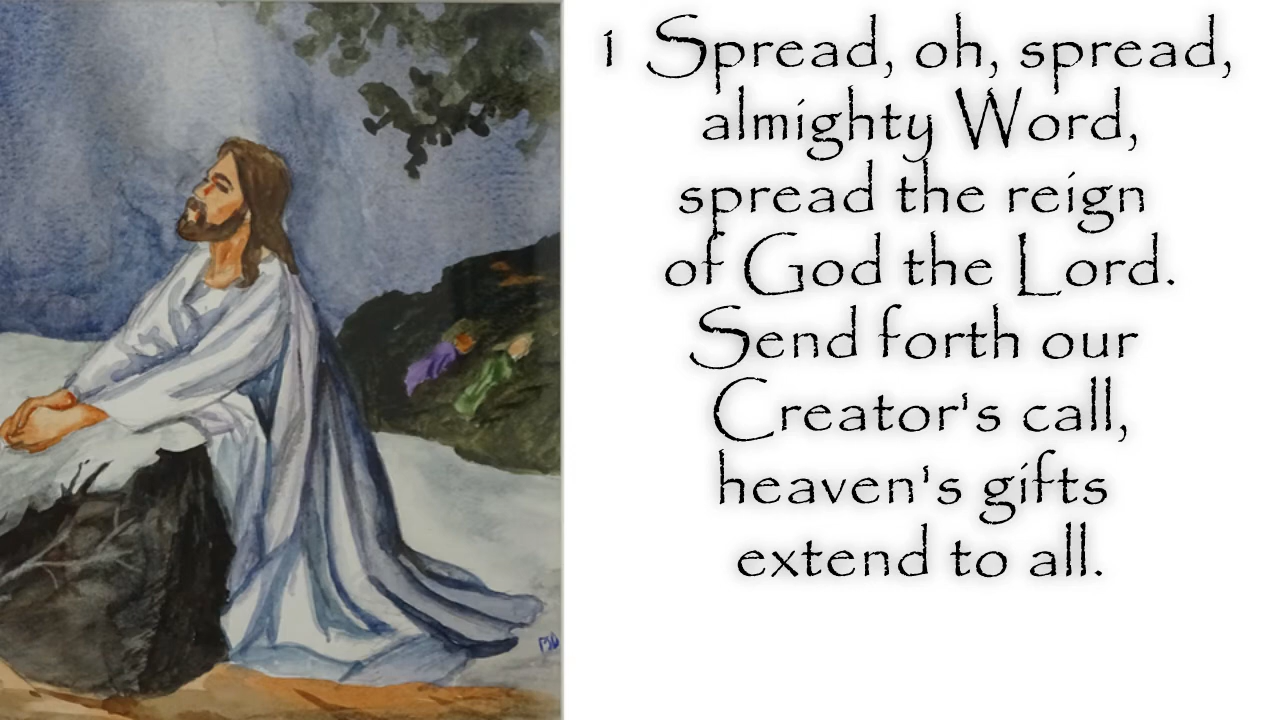 1 Spread, oh, spread,
almighty Word,
spread the reign
of God the Lord.
Send forth our
Creator's call,
heaven's gifts
extend to all.